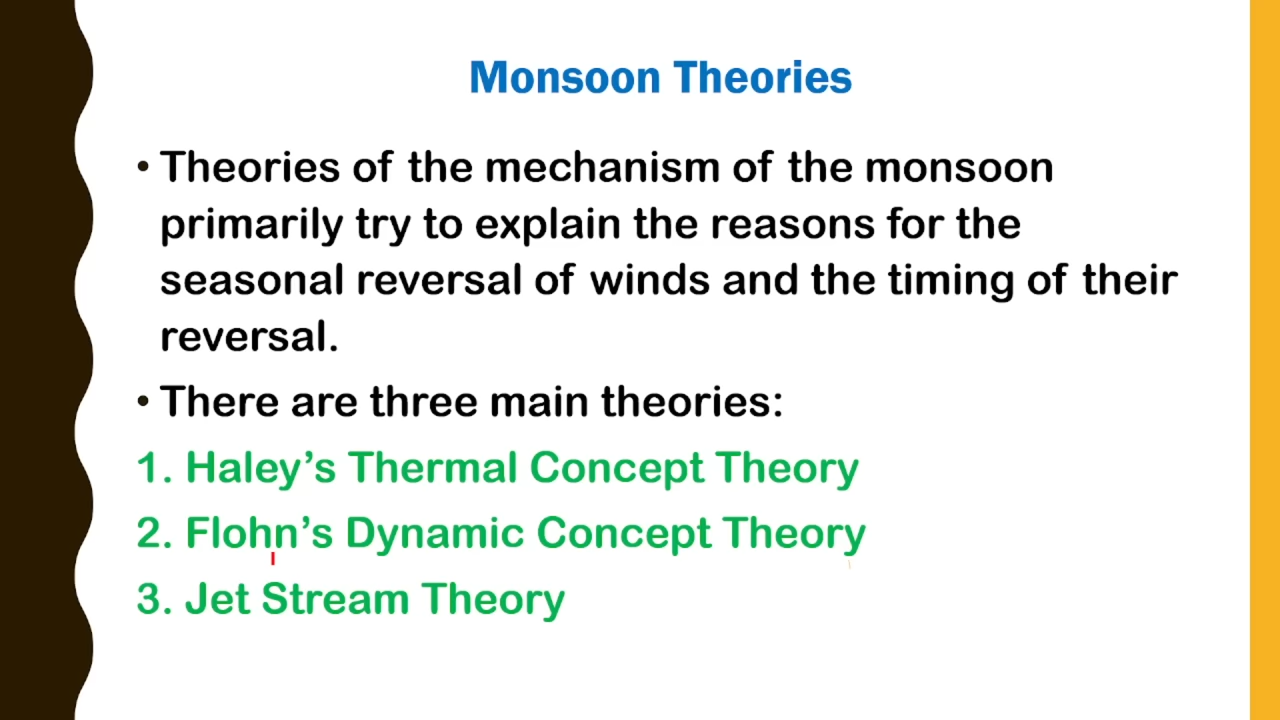 Monsoon Theories
• Theories of the mechanism of the monsoon
primarily try to explain the reasons for the
seasonal reversal of winds and the timing of their
reversal.
• There are three main theories:
1. Haley’s Thermal Concept Theory
2. Flohn’s Dynamic Concept Theory
3. Jet Stream Theory